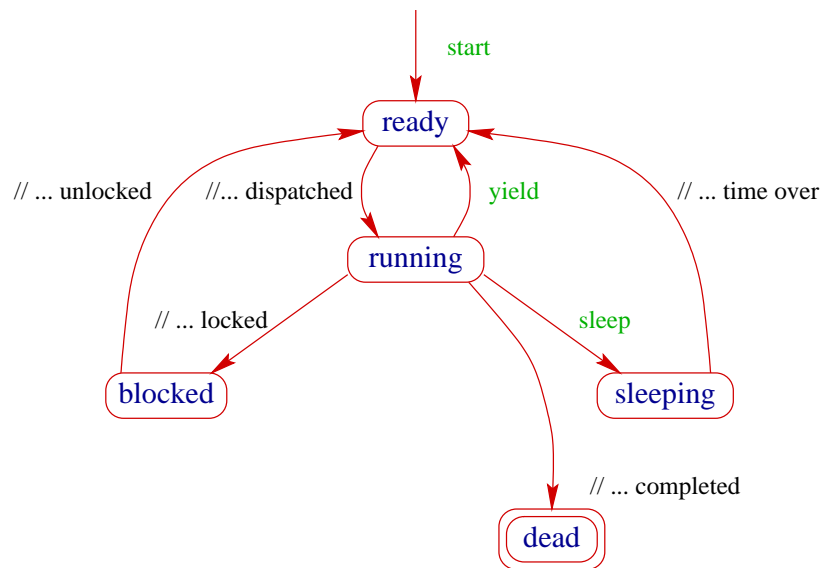 start
ready
// ... unlocked
//... dispatched
yield
// ... time over
running
// ... locked
sleep
blocked
sleeping
// ... completed
dead